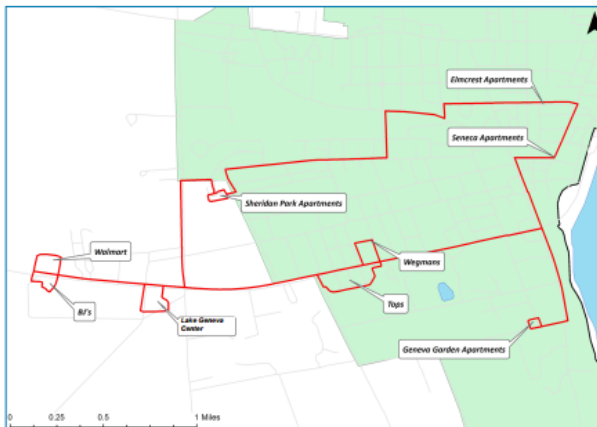 Elmcrest Apartments
Seneca Apartments
Sheridan Park Apartments
Walmart
Wegmans
BJ's
Lake Geneva
Center
Tops
Geneva Garden Apartments
0 0.25 0.5 1 Miles